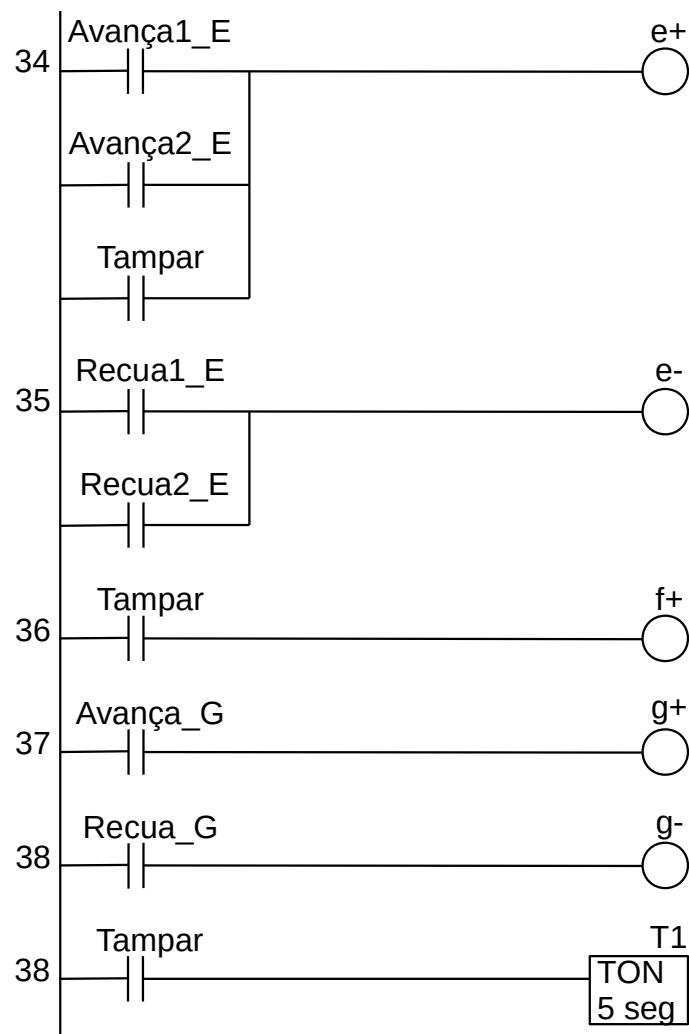 Avança1_E
e+
34
Avança2_E
Tampar
Recua1_E
e-
35
Recua2_E
Tampar
f+
36
Avança_G
g+
37
Recua_G
g-
38
Tampar
T1
38
TON
5 seg